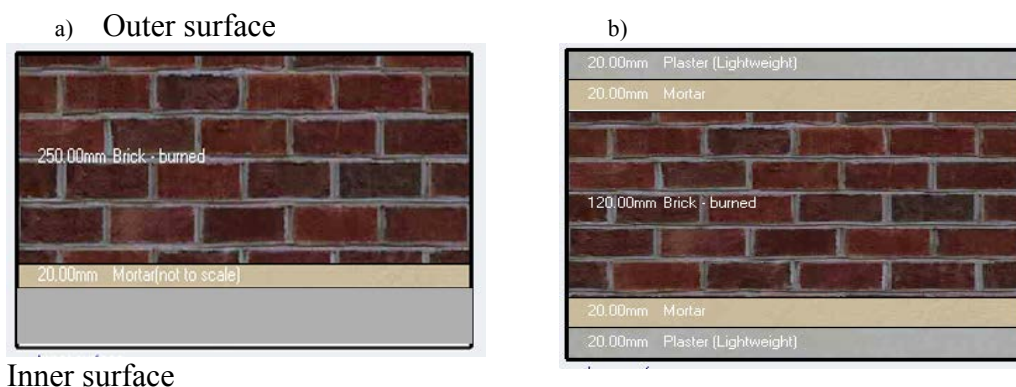 a) Outer surface
b)
250.00mm Brick - burned
20.00mm Mortar(not to scale)
Inner surface
20.00mm Plaster (Lightweight)
20.00mm Mortar
120.00mm Brick - burned
20.00mm Mortar
20.00mm Plaster (Lightweight)